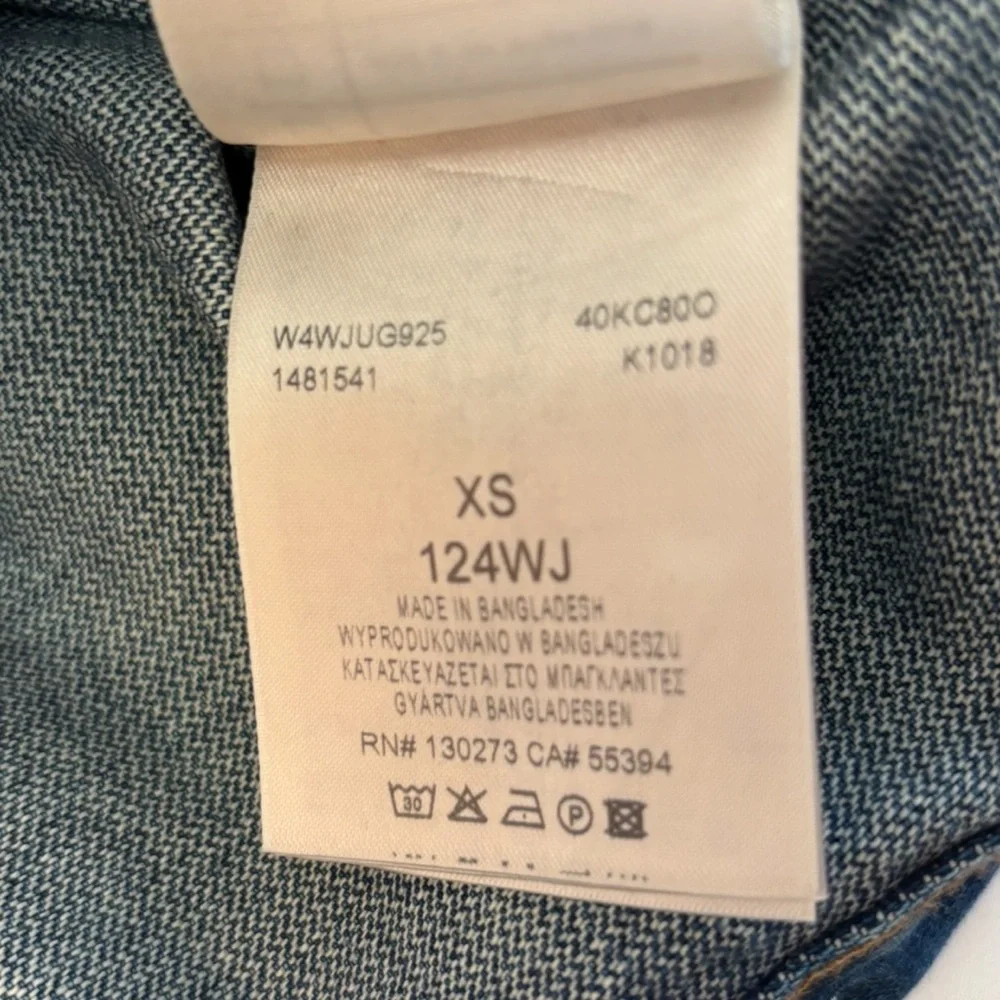 W4WJUG925 40KC80O
1481541 K1018
XS
124WJ
MADE IN BANGLADESH
WYPRODUKOWANO W BANGLADESZU
ΚΑΤΑΣΚΕΥΑΖΕΤΑΙ ΣΤΟ ΜΠΑΓΚΛΑΝΤΕΣ
GYÁRTVA BANGLADESBEN
RN# 130273 CA# 55394
30
P